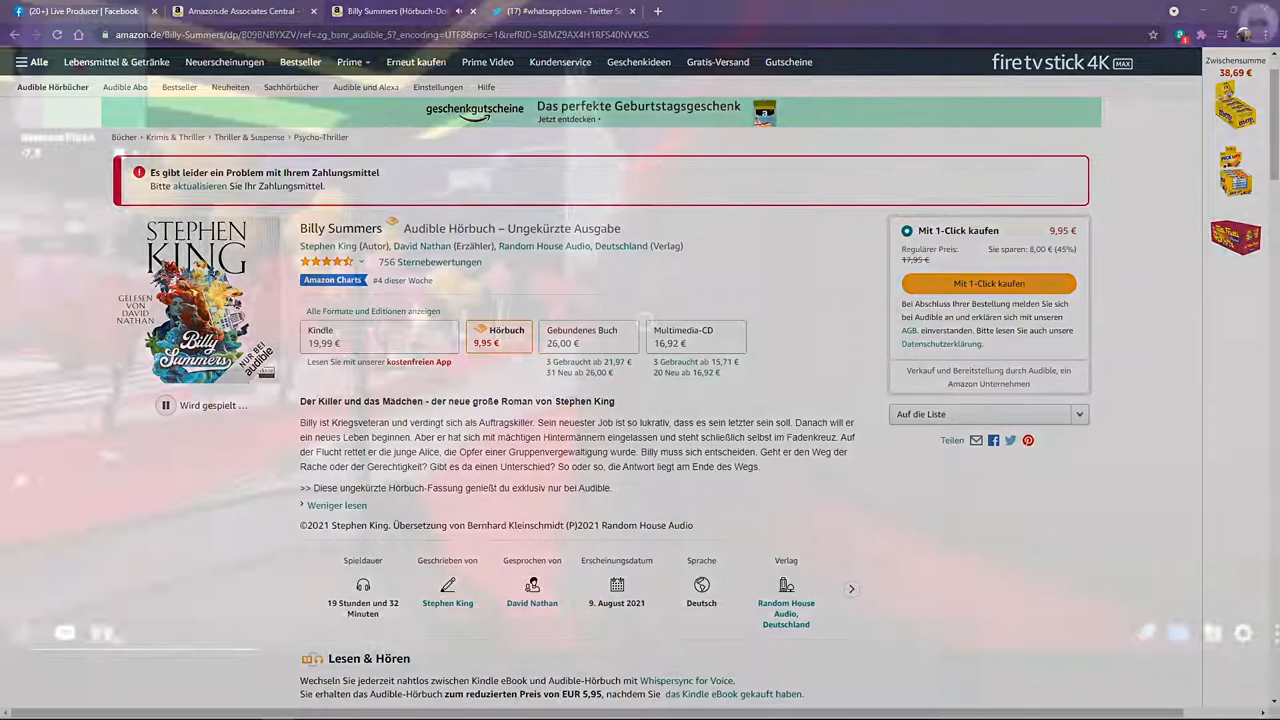 (20+) Live Producer | Facebook
Amazon.de Associates Central -
Billy Summers (Hörbuch-Do
(17) #whatsappdown - Twitter S
amazon.de/Billy-Summers/dp/B09BNBYXZV/ref=zg_bsnr_audible_5?_encoding=UTF8&psc=1&refRID=SBMZ9AX4H1RFS40NVKKS
Alle Lebensmittel & Getränke Neuerscheinungen Bestseller Prime Erneut kaufen Prime Video Kundenservice Geschenkideen Gratis-Versand Gutscheine
fire tv stick 4K MAX
Zwischensumme
38,69 €
Audible Hörbücher Audible Abo Bestseller Neuheiten Sachhörbücher Audible und Alexa Einstellungen Hilfe
geschenkgutscheine
Das perfekte Geburtstagsgeschenk
Jetzt entdecken ›
Bücher › Krimis & Thriller › Thriller & Suspense › Psycho-Thriller
Es gibt leider ein Problem mit Ihrem Zahlungsmittel
Bitte aktualisieren Sie Ihr Zahlungsmittel.
STEPHEN
KING
GELESEN
VON
DAVID
NATHAN
Billy
Summers
NUR BEI
audible
Wird gespielt ...
Billy Summers Audible Hörbuch – Ungekürzte Ausgabe
Stephen King (Autor), David Nathan (Erzähler), Random House Audio, Deutschland (Verlag)
756 Sternebewertungen
Amazon Charts #4 dieser Woche
Alle Formate und Editionen anzeigen
Kindle
19,99 €
Lesen Sie mit unserer kostenfreien App
Hörbuch
9,95 €
Gebundenes Buch
26,00 €
3 Gebraucht ab 21,97 €
31 Neu ab 26,00 €
Multimedia-CD
16,92 €
3 Gebraucht ab 15,71 €
20 Neu ab 16,92 €
Der Killer und das Mädchen - der neue große Roman von Stephen King
Billy ist Kriegsveteran und verdingt sich als Auftragskiller. Sein neuester Job ist so lukrativ, dass es sein letzter sein soll. Danach will er
ein neues Leben beginnen. Aber er hat sich mit mächtigen Hintermännern eingelassen und steht schließlich selbst im Fadenkreuz. Auf
der Flucht rettet er die junge Alice, die Opfer einer Gruppenvergewaltigung wurde. Billy muss sich entscheiden. Geht er den Weg der
Rache oder der Gerechtigkeit? Gibt es da einen Unterschied? So oder so, die Antwort liegt am Ende des Wegs.
>> Diese ungekürzte Hörbuch-Fassung genießt du exklusiv nur bei Audible.
Weniger lesen
©2021 Stephen King. Übersetzung von Bernhard Kleinschmidt (P)2021 Random House Audio
Spieldauer
19 Stunden und 32
Minuten
Geschrieben von
Stephen King
Gesprochen von
David Nathan
Erscheinungsdatum
9. August 2021
Sprache
Deutsch
Verlag
Random House
Audio,
Deutschland
Lesen & Hören
Wechseln Sie jederzeit nahtlos zwischen Kindle eBook und Audible-Hörbuch mit Whispersync for Voice.
Sie erhalten das Audible-Hörbuch zum reduzierten Preis von EUR 5,95, nachdem Sie das Kindle eBook gekauft haben.
Mit 1-Click kaufen 9,95 €
Regulärer Preis: Sie sparen: 8,00 € (45%)
17,95 €
Mit 1-Click kaufen
Bei Abschluss Ihrer Bestellung melden Sie sich
bei Audible an und erklären sich mit unseren
AGB. einverstanden. Bitte lesen Sie auch unsere
Datenschutzerklärung.
Verkauf und Bereitstellung durch Audible, ein
Amazon Unternehmen
Auf die Liste
Teilen